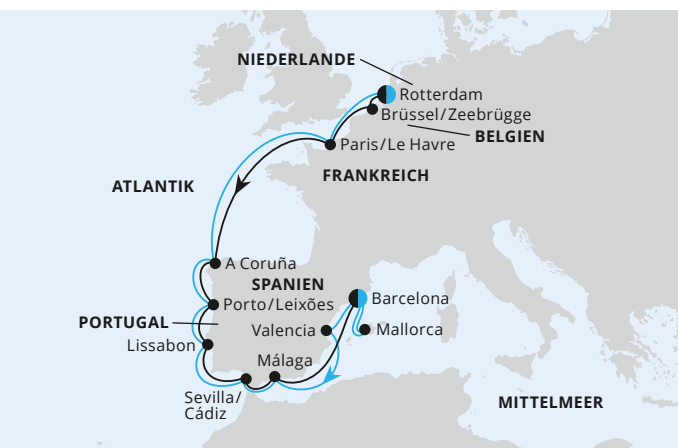 NIEDERLANDE
Rotterdam
Brüssel/Zeebrügge
BELGIEN
Paris/Le Havre
FRANKREICH
ATLANTIK
A Coruña
SPANIEN
Barcelona
Porto/Leixões
PORTUGAL
Valencia
Mallorca
Lissabon
Málaga
Sevilla/
Cádiz
MITTELMEER